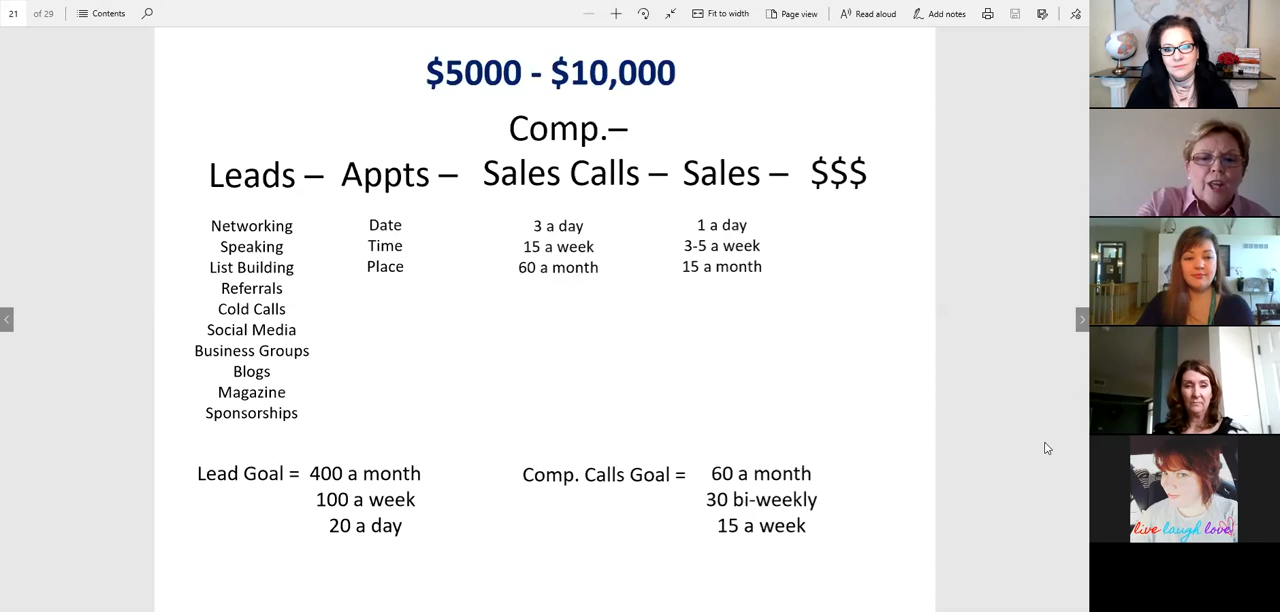 21 of 29 Contents Fit to width Page view Read aloud Add notes
$5000 - $10,000
Comp.–
Leads – Appts – Sales Calls – Sales – $$$
Networking Date 3 a day 1 a day
Speaking Time 15 a week 3-5 a week
List Building Place 60 a month 15 a month
Referrals
Cold Calls
Social Media
Business Groups
Blogs
Magazine
Sponsorships
Lead Goal = 400 a month Comp. Calls Goal = 60 a month
100 a week 30 bi-weekly
20 a day 15 a week
live laugh love